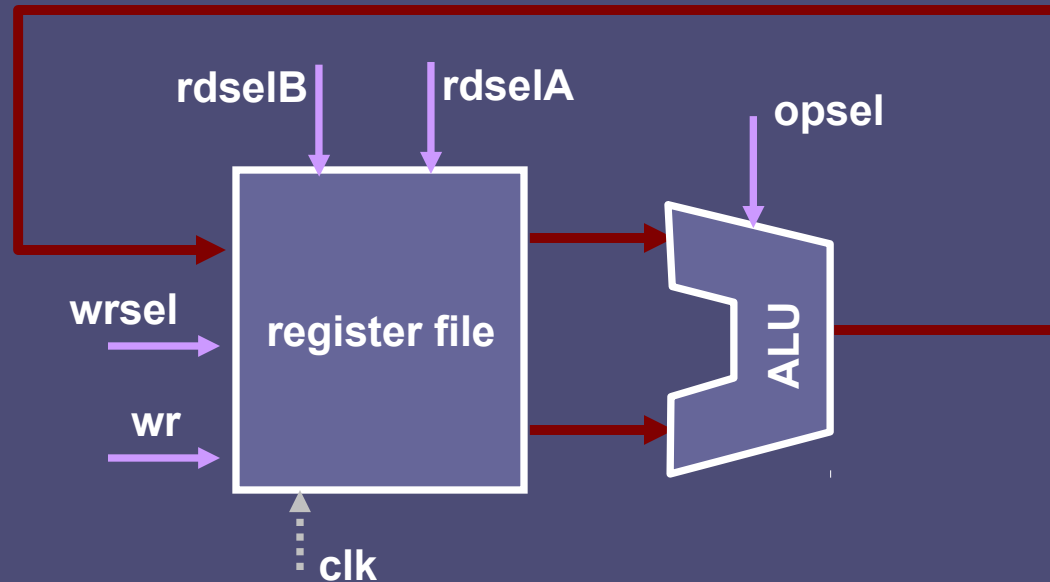 rdselB
rdselA
opsel
wrsel
register file
ALU
wr
clk